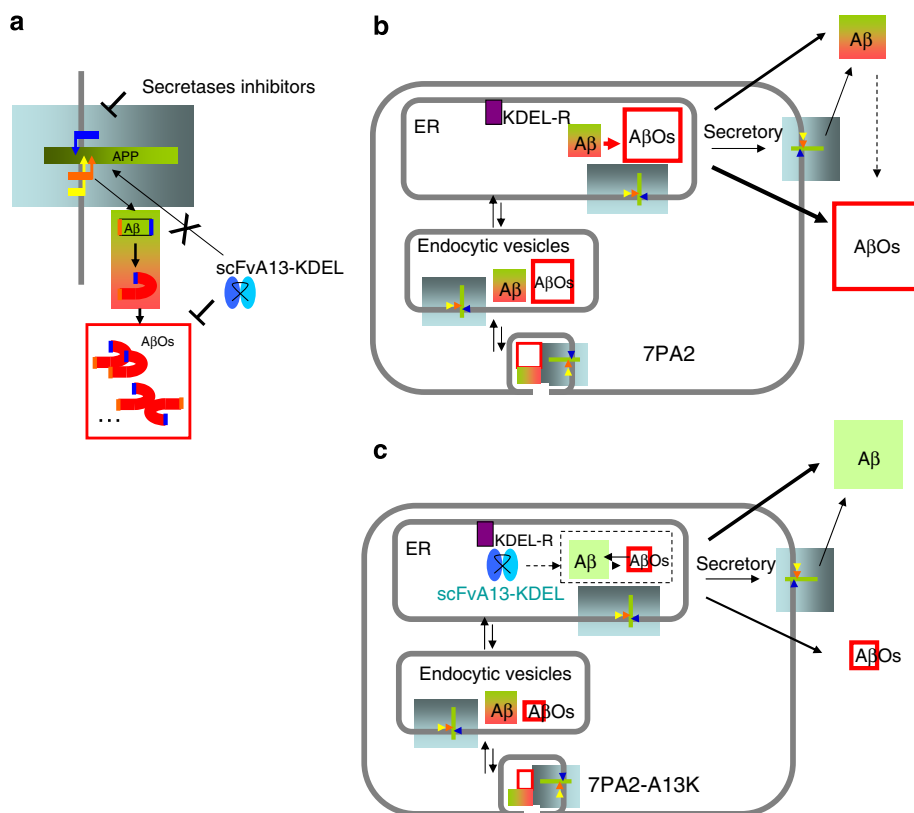 a
Secretases inhibitors
APP
Aβ
scFvA13-KDEL
AβOs
...
b
Aβ
ER
KDEL-R
Aβ
AβOs
Secretory
AβOs
Endocytic vesicles
Aβ
AβOs
7PA2
c
Aβ
ER
KDEL-R
Aβ
AβOs
scFvA13-KDEL
Secretory
AβOs
Endocytic vesicles
Aβ
AβOs
7PA2-A13K